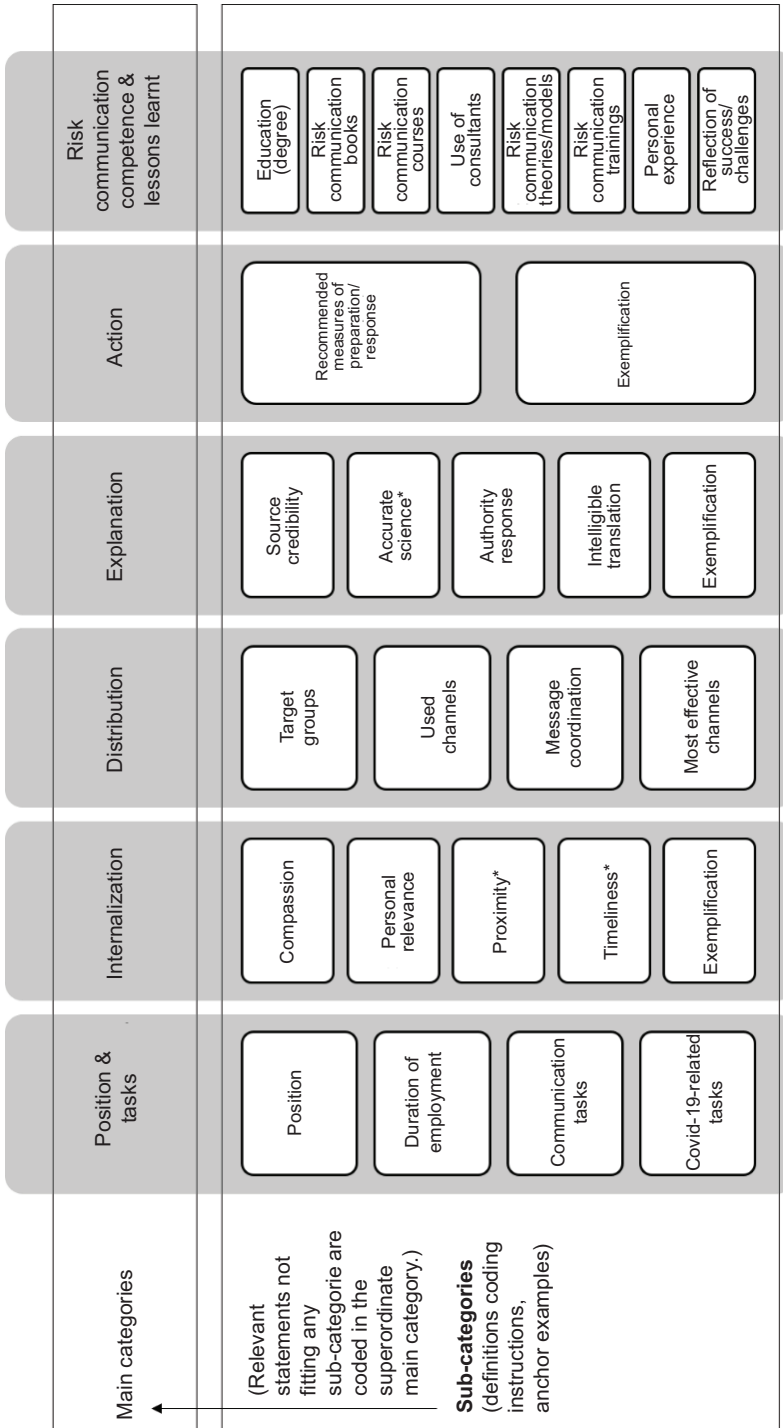 Main categories
(Relevant
statements not
fitting any
sub-categorie are
coded in the
superordinate
main category.)
Sub-categories
(definitions coding
instructions,
anchor examples)
Position &
tasks
Position
Duration of
employment
Communication
tasks
Covid-19-related
tasks
Internalization
Compassion
Personal
relevance
Proximity*
Timeliness*
Exemplification
Distribution
Target
groups
Used
channels
Message
coordination
Most effective
channels
Explanation
Source
credibility
Accurate
science*
Authority
response
Intelligible
translation
Exemplification
Action
Recommended
measures of
preparation/
response
Exemplification
Risk
communication
competence &
lessons learnt
Education
(degree)
Risk
communication
books
Risk
communication
courses
Use of
consultants
Risk
communication
theories/models
Risk
communication
trainings
Personal
experience
Reflection of
success/
challenges